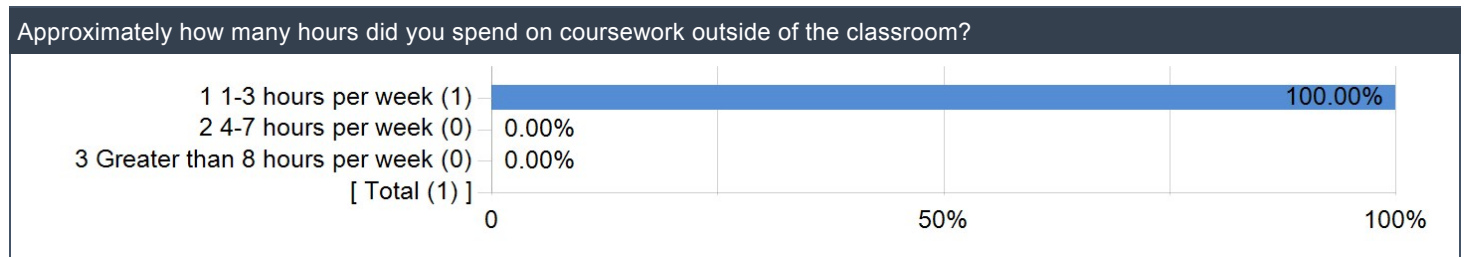 Approximately how many hours did you spend on coursework outside of the classroom?
1 1-3 hours per week (1)
100.00%
2 4-7 hours per week (0)
0.00%
3 Greater than 8 hours per week (0)
0.00%
[ Total (1) ]
0
50%
100%